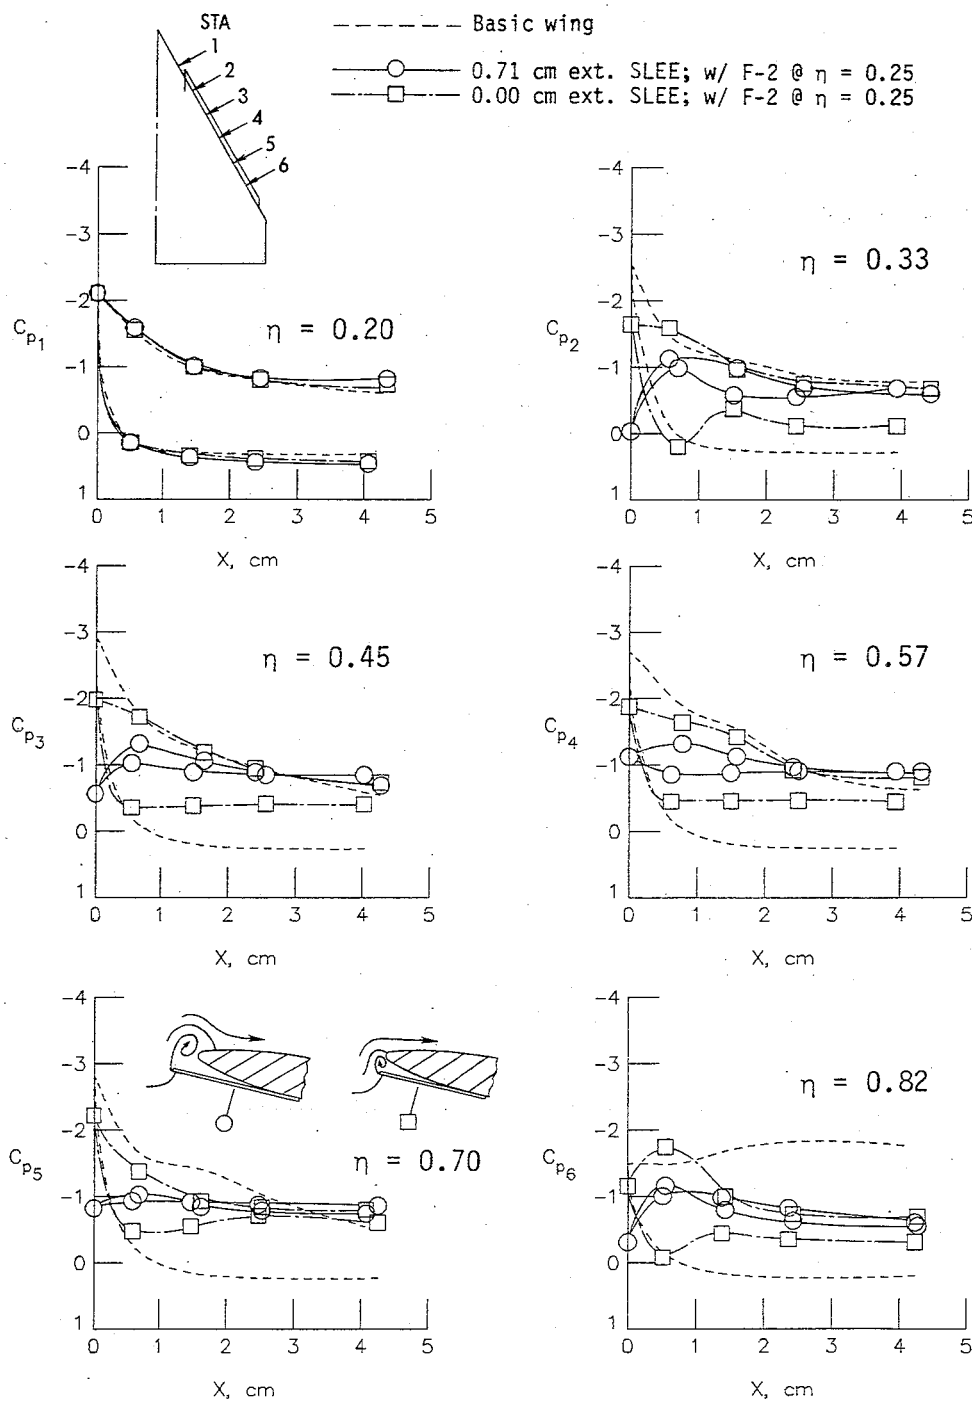 STA
1
2
3
4
5
6
Basic wing
0.71 cm ext. SLEE; w/ F-2 @ η = 0.25
0.00 cm ext. SLEE; w/ F-2 @ η = 0.25
-4
-3
-2
-1
0
1
Cp1
η = 0.20
0 1 2 3 4 5
X, cm
-4
-3
-2
-1
0
1
Cp2
η = 0.33
0 1 2 3 4 5
X, cm
-4
-3
-2
-1
0
1
Cp3
η = 0.45
0 1 2 3 4 5
X, cm
-4
-3
-2
-1
0
1
Cp4
η = 0.57
0 1 2 3 4 5
X, cm
-4
-3
-2
-1
0
1
Cp5
η = 0.70
0 1 2 3 4 5
X, cm
-4
-3
-2
-1
0
1
Cp6
η = 0.82
0 1 2 3 4 5
X, cm